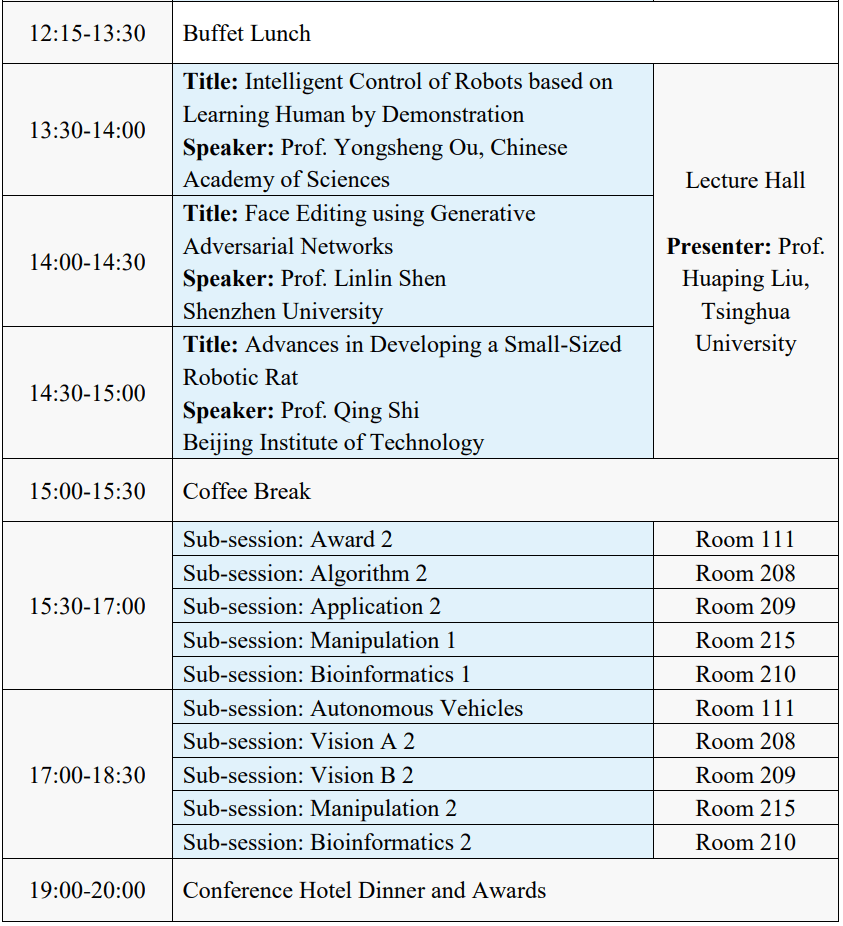 12:15-13:30
Buffet Lunch
13:30-14:00
Title: Intelligent Control of Robots based on
Learning Human by Demonstration
Speaker: Prof. Yongsheng Ou, Chinese
Academy of Sciences
14:00-14:30
Title: Face Editing using Generative
Adversarial Networks
Speaker: Prof. Linlin Shen
Shenzhen University
14:30-15:00
Title: Advances in Developing a Small-Sized
Robotic Rat
Speaker: Prof. Qing Shi
Beijing Institute of Technology
Lecture Hall
Presenter: Prof.
Huaping Liu,
Tsinghua
University
15:00-15:30
Coffee Break
15:30-17:00
Sub-session: Award 2
Room 111
Sub-session: Algorithm 2
Room 208
Sub-session: Application 2
Room 209
Sub-session: Manipulation 1
Room 215
Sub-session: Bioinformatics 1
Room 210
17:00-18:30
Sub-session: Autonomous Vehicles
Room 111
Sub-session: Vision A 2
Room 208
Sub-session: Vision B 2
Room 209
Sub-session: Manipulation 2
Room 215
Sub-session: Bioinformatics 2
Room 210
19:00-20:00
Conference Hotel Dinner and Awards